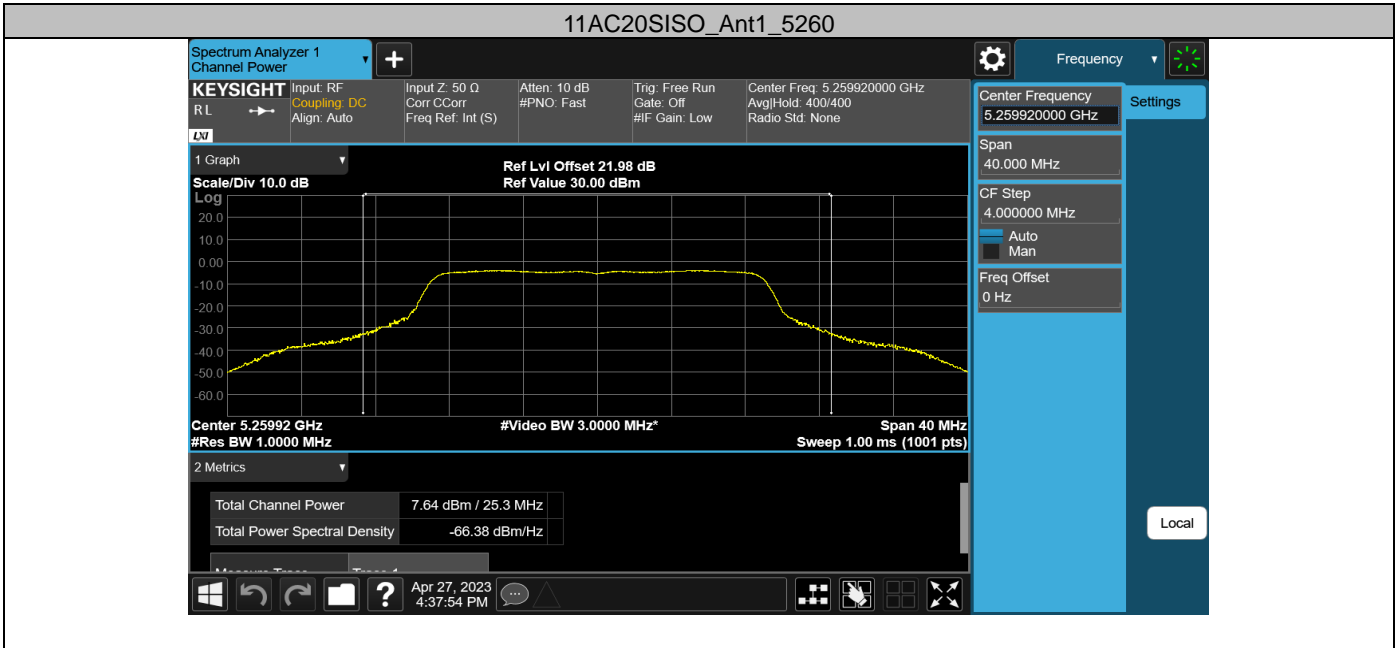 11AC20SISO_Ant1_5260
Spectrum Analyzer 1
Channel Power
Frequency
KEYSIGHT
R L
LXI
Input: RF
Coupling: DC
Align: Auto
Input Z: 50 Ω
Corr CCorr
Freq Ref: Int (S)
Atten: 10 dB
#PNO: Fast
Trig: Free Run
Gate: Off
#IF Gain: Low
Center Freq: 5.259920000 GHz
Avg|Hold: 400/400
Radio Std: None
Center Frequency
5.259920000 GHz
Settings
Span
40.000 MHz
CF Step
4.000000 MHz
Auto
Man
Freq Offset
0 Hz
Local
1 Graph
Scale/Div 10.0 dB
Ref Lvl Offset 21.98 dB
Ref Value 30.00 dBm
Log
20.0
10.0
0.00
-10.0
-20.0
-30.0
-40.0
-50.0
-60.0
Center 5.25992 GHz
#Res BW 1.0000 MHz
#Video BW 3.0000 MHz*
Span 40 MHz
Sweep 1.00 ms (1001 pts)
2 Metrics
Total Channel Power 7.64 dBm / 25.3 MHz
Total Power Spectral Density -66.38 dBm/Hz
Measure Trace Trace 1
?
Apr 27, 2023
4:37:54 PM